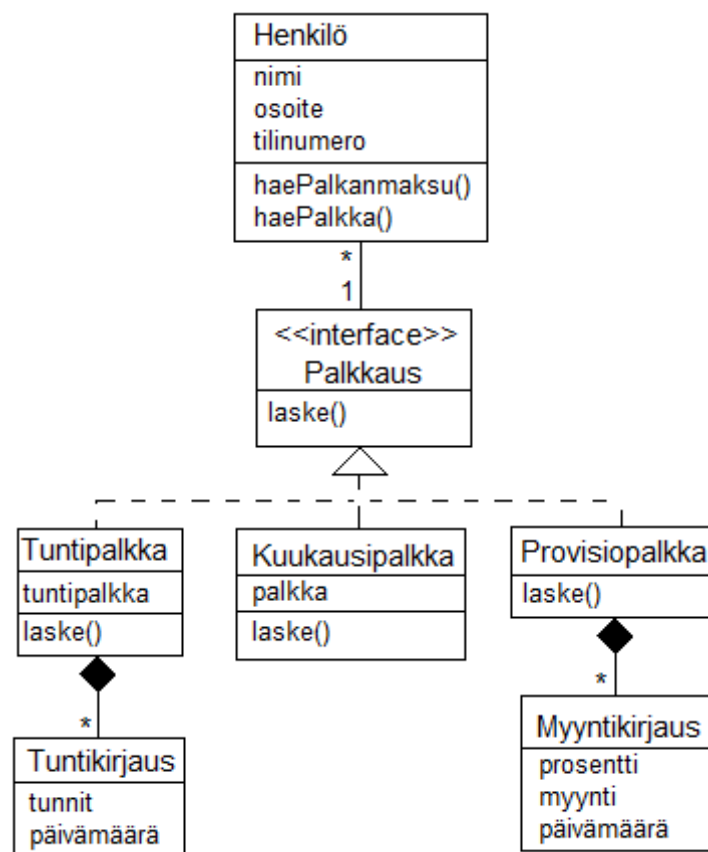 Henkilö
nimi
osoite
tilinumero
haePalkanmaksu()
haePalkka()
*
1
<<interface>>
Palkkaus
laske()
Tuntipalkka
tuntipalkka
laske()
Kuukausipalkka
palkka
laske()
Provisiopalkka
laske()
*
Tuntikirjaus
tunnit
päivämäärä
*
Myyntikirjaus
prosentti
myynti
päivämäärä